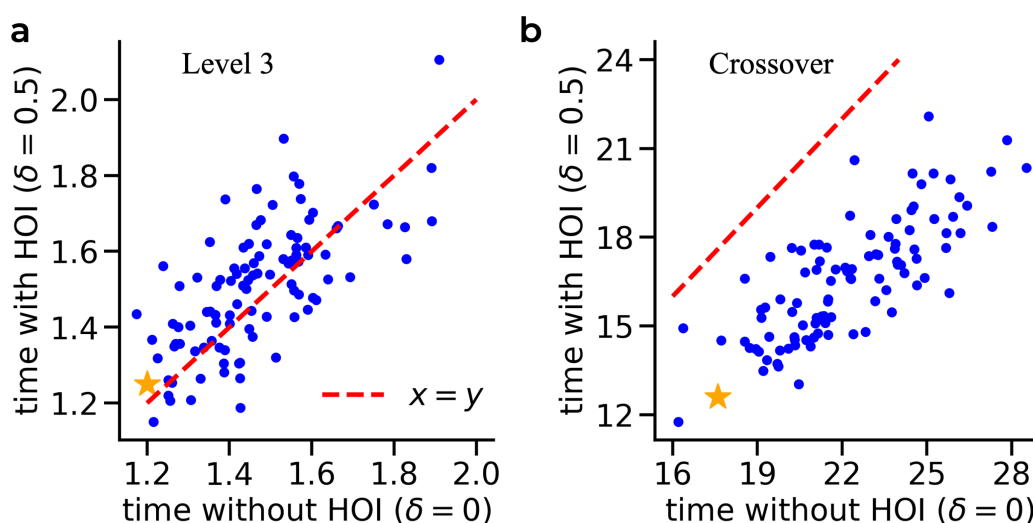 a
Level 3
time with HOI (δ = 0.5)
2.0
1.8
1.6
1.4
1.2
x = y
1.2 1.4 1.6 1.8 2.0
time without HOI (δ = 0)
b
Crossover
time with HOI (δ = 0.5)
24
21
18
15
12
16 19 22 25 28
time without HOI (δ = 0)